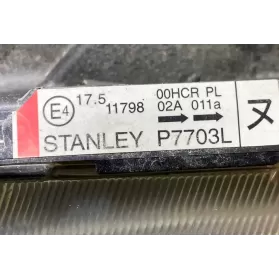 E4 17.5 00HCR PL
11798 02A 011a
→ →
STANLEY P7703L
ヌ